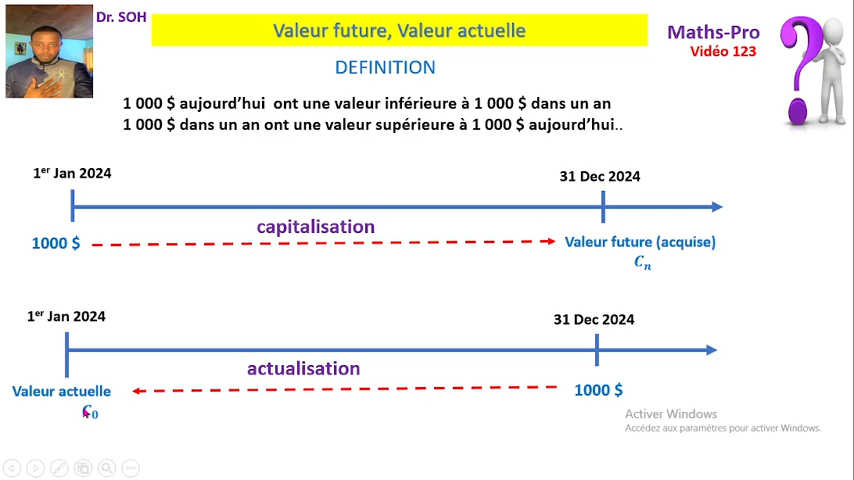 Dr. SOH
Valeur future, Valeur actuelle
Maths-Pro
Vidéo 123
DEFINITION
1 000 $ aujourd’hui ont une valeur inférieure à 1 000 $ dans un an
1 000 $ dans un an ont une valeur supérieure à 1 000 $ aujourd’hui..
1er Jan 2024
31 Dec 2024
capitalisation
1000 $
Valeur future (acquise)
Cn
1er Jan 2024
31 Dec 2024
actualisation
Valeur actuelle
1000 $
C0
Activer Windows
Accédez aux paramètres pour activer Windows.